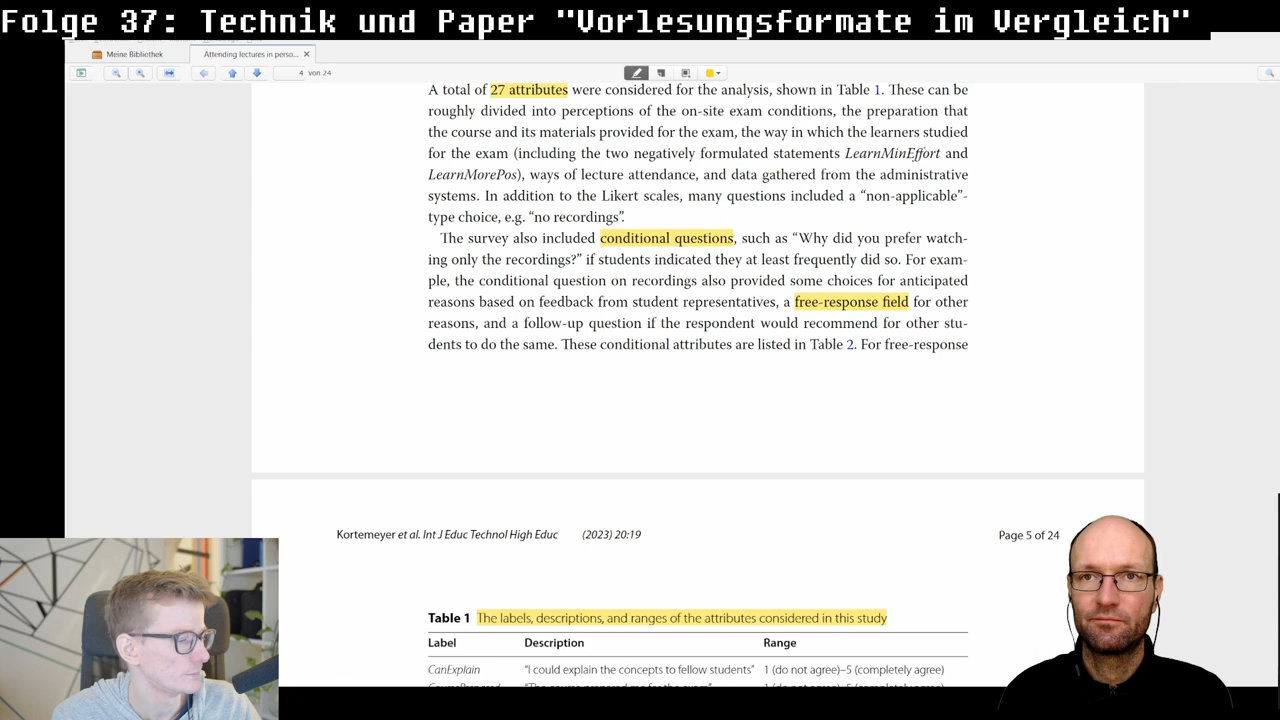 Folge 37: Technik und Paper "Vorlesungsformate im Vergleich"
Meine Bibliothek
Attending lectures in perso...
4 von 24
A total of 27 attributes were considered for the analysis, shown in Table 1. These can be
roughly divided into perceptions of the on-site exam conditions, the preparation that
the course and its materials provided for the exam, the way in which the learners studied
for the exam (including the two negatively formulated statements LearnMinEffort and
LearnMorePos), ways of lecture attendance, and data gathered from the administrative
systems. In addition to the Likert scales, many questions included a “non-applicable”-
type choice, e.g. “no recordings”.
The survey also included conditional questions, such as “Why did you prefer watch-
ing only the recordings?” if students indicated they at least frequently did so. For exam-
ple, the conditional question on recordings also provided some choices for anticipated
reasons based on feedback from student representatives, a free-response field for other
reasons, and a follow-up question if the respondent would recommend for other stu-
dents to do the same. These conditional attributes are listed in Table 2. For free-response
Kortemeyer et al. Int J Educ Technol High Educ (2023) 20:19
Page 5 of 24
Table 1 The labels, descriptions, and ranges of the attributes considered in this study
Label Description Range
CanExplain “I could explain the concepts to fellow students” 1 (do not agree)–5 (completely agree)